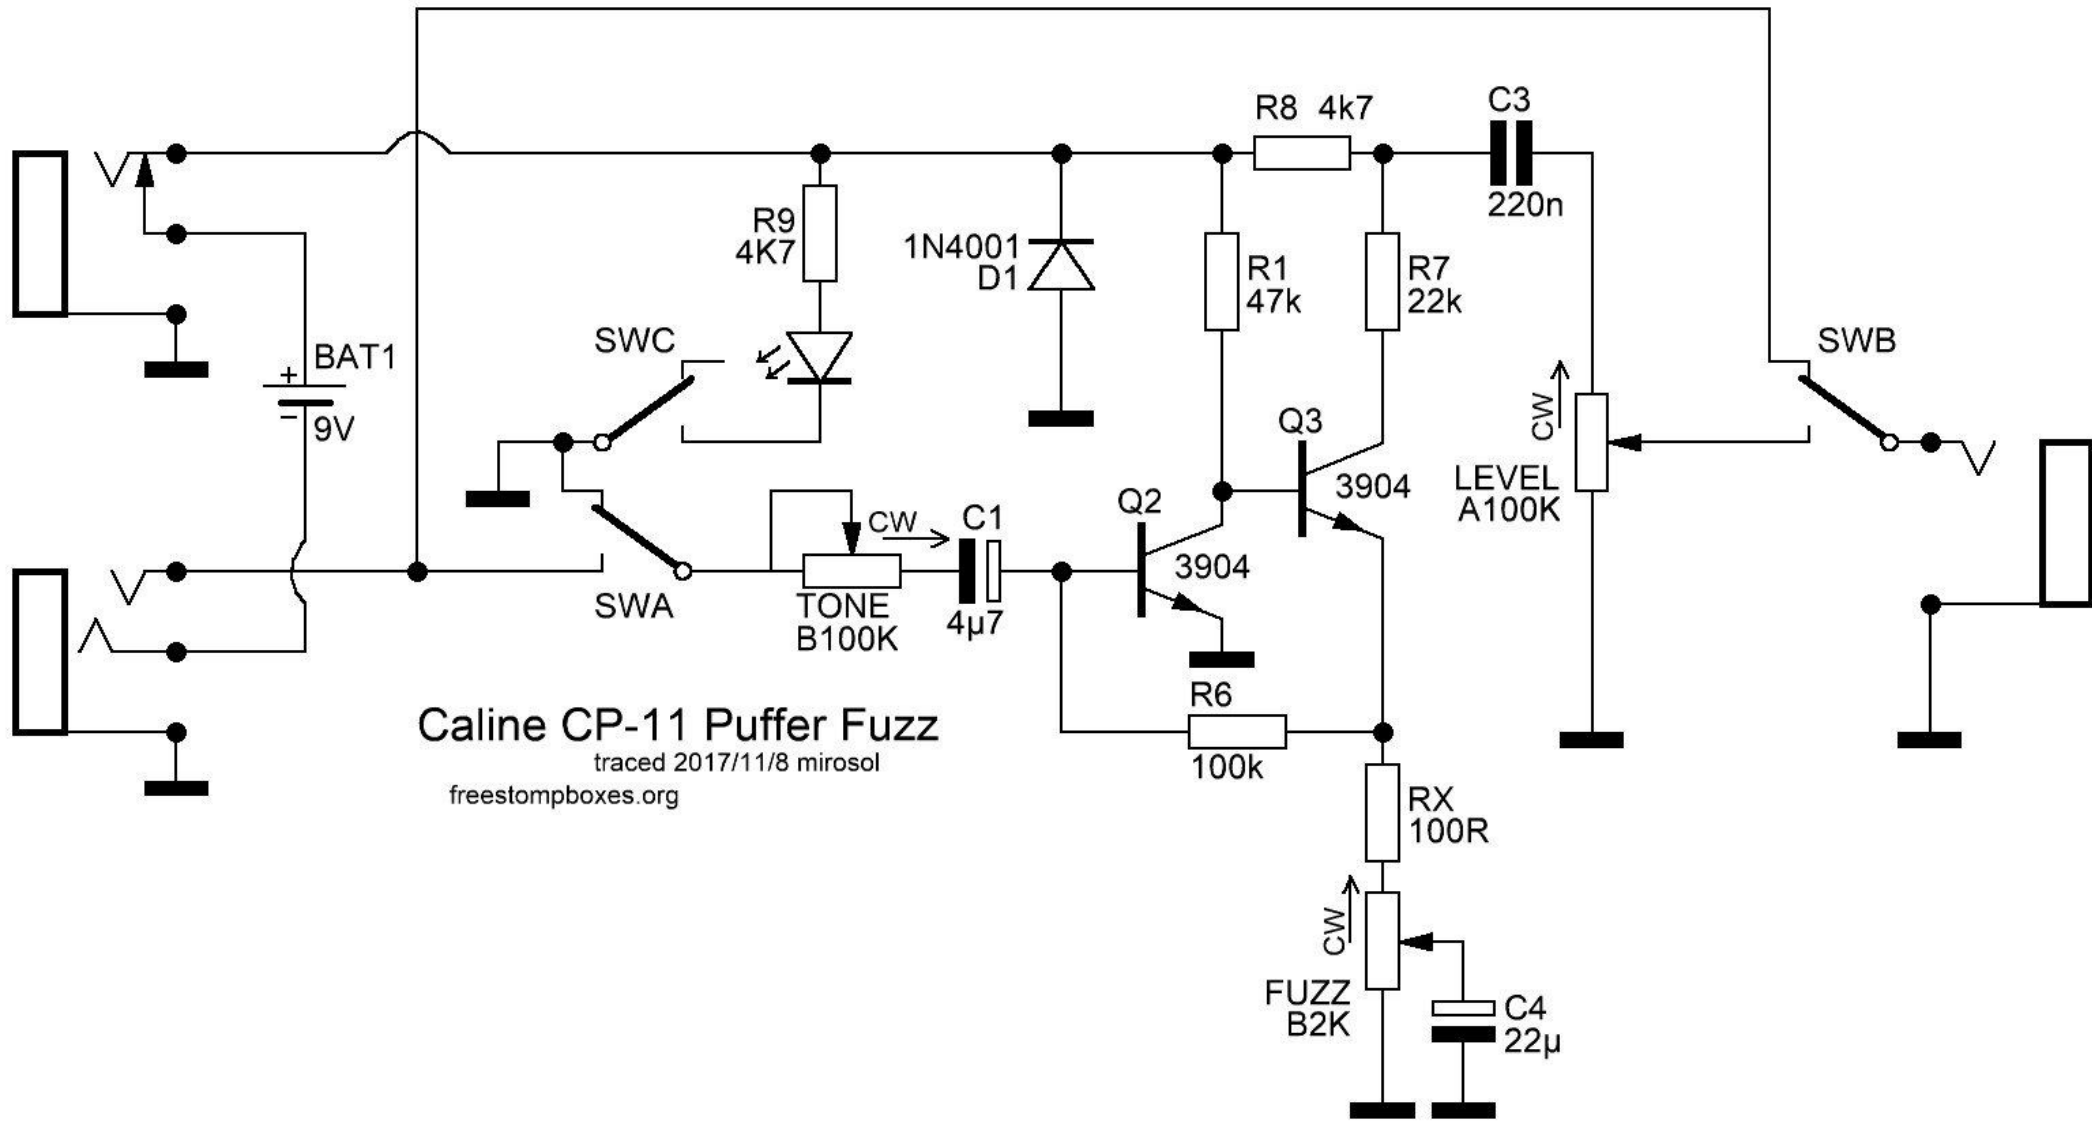 R8 4k7
C3
220n
R9
4K7
1N4001
D1
R1
47k
R7
22k
SWC
SWB
BAT1
+
−
9V
CW
Q3
3904
LEVEL
A100K
Q2
3904
CW
C1
4µ7
SWA
TONE
B100K
R6
100k
Caline CP-11 Puffer Fuzz
traced 2017/11/8 mirosol
freestompboxes.org
RX
100R
CW
FUZZ
B2K
C4
22µ